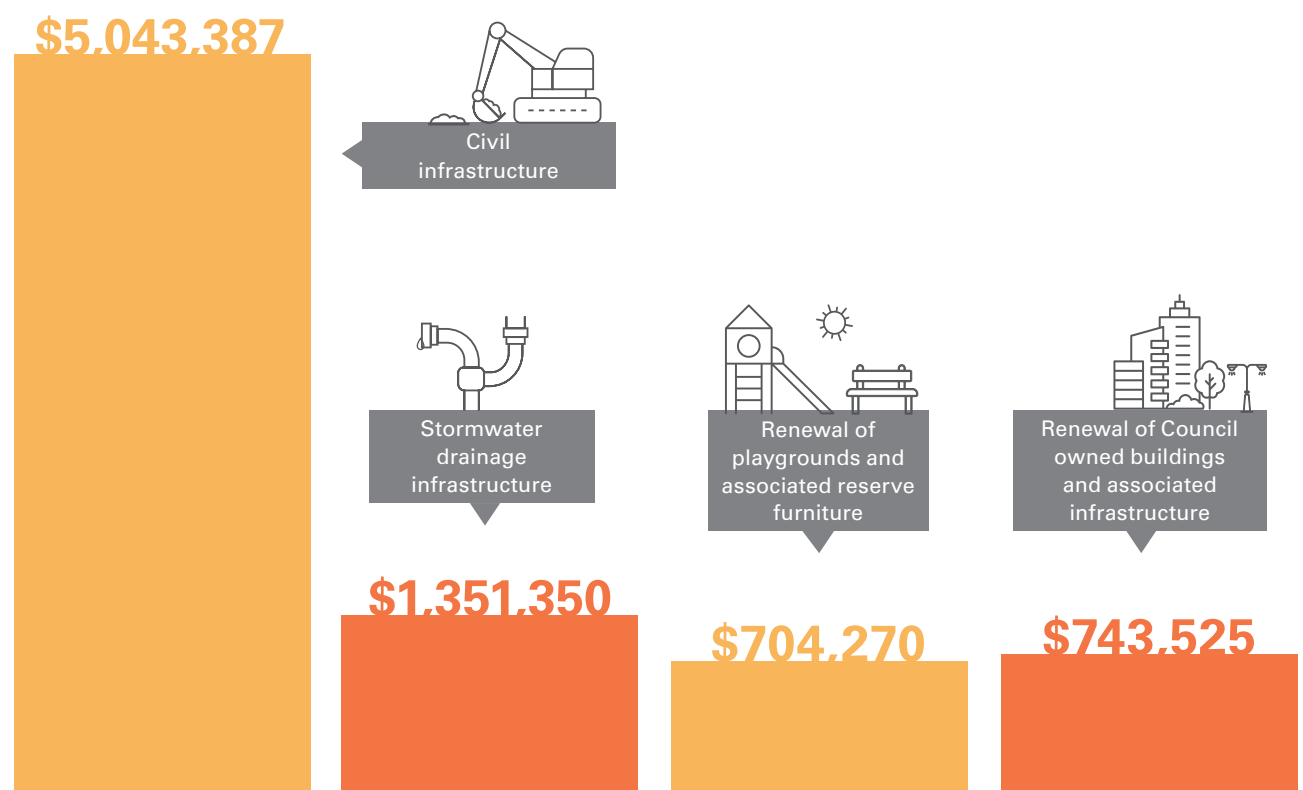 $5,043,387
Civil
infrastructure
Stormwater
drainage
infrastructure
$1,351,350
Renewal of
playgrounds and
associated reserve
furniture
$704,270
Renewal of Council
owned buildings
and associated
infrastructure
$743,525